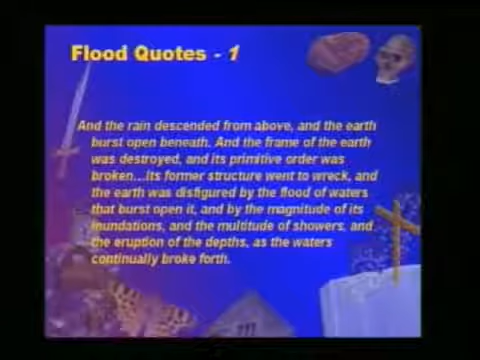 Flood Quotes - 1
And the rain descended from above, and the earth
burst open beneath. And the frame of the earth
was destroyed, and its primitive order was
broken...Its former structure went to wreck, and
the earth was disfigured by the flood of waters
that burst open it, and by the magnitude of its
inundations, and the multitude of showers, and
the eruption of the depths, as the waters
continually broke forth.